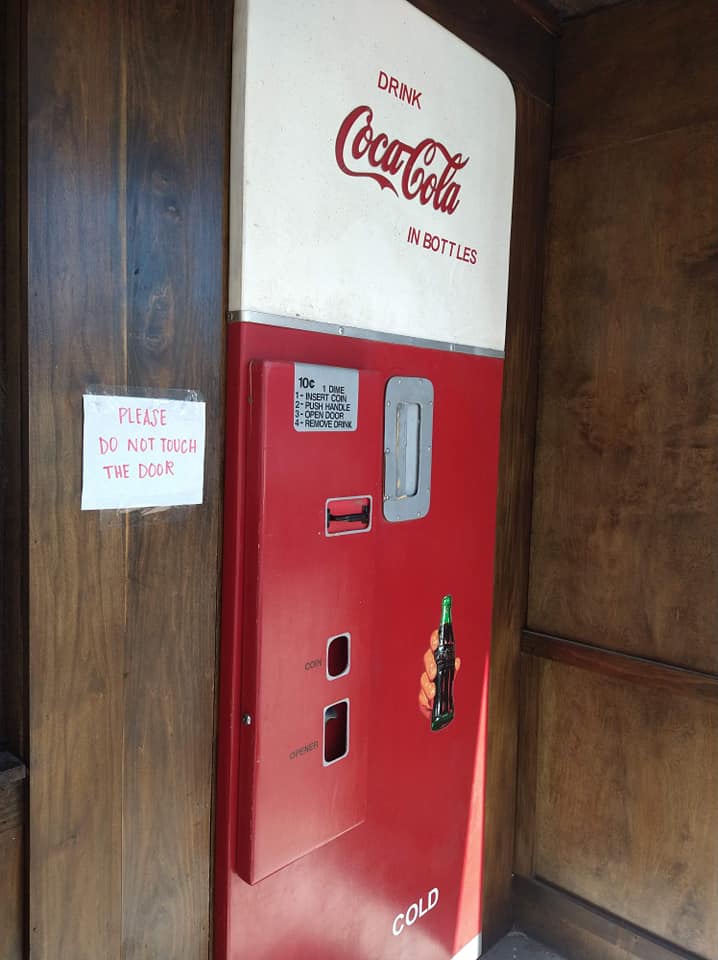 DRINK
Coca-Cola
IN BOTTLES
10¢ 1 DIME
1- INSERT COIN
2- PUSH HANDLE
3- OPEN DOOR
4- REMOVE DRINK
PLEASE
DO NOT TOUCH
THE DOOR
COIN
OPENER
COLD